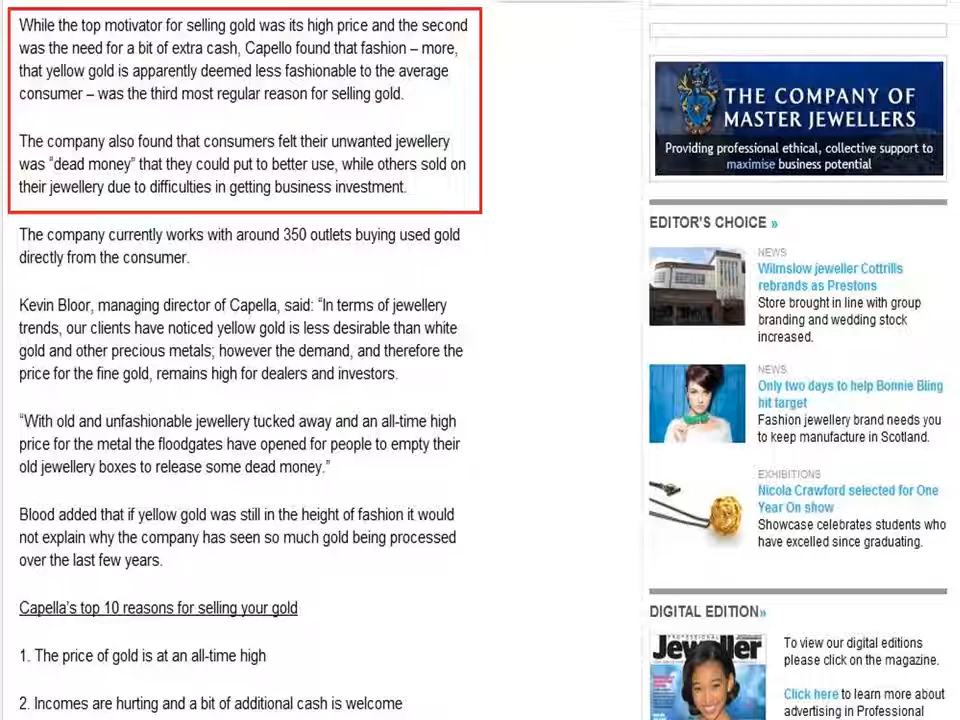 While the top motivator for selling gold was its high price and the second
was the need for a bit of extra cash, Capello found that fashion – more,
that yellow gold is apparently deemed less fashionable to the average
consumer – was the third most regular reason for selling gold.
The company also found that consumers felt their unwanted jewellery
was “dead money” that they could put to better use, while others sold on
their jewellery due to difficulties in getting business investment.
The company currently works with around 350 outlets buying used gold
directly from the consumer.
Kevin Bloor, managing director of Capella, said: “In terms of jewellery
trends, our clients have noticed yellow gold is less desirable than white
gold and other precious metals; however the demand, and therefore the
price for the fine gold, remains high for dealers and investors.
“With old and unfashionable jewellery tucked away and an all-time high
price for the metal the floodgates have opened for people to empty their
old jewellery boxes to release some dead money.”
Blood added that if yellow gold was still in the height of fashion it would
not explain why the company has seen so much gold being processed
over the last few years.
Capella’s top 10 reasons for selling your gold
1. The price of gold is at an all-time high
2. Incomes are hurting and a bit of additional cash is welcome
THE COMPANY OF
MASTER JEWELLERS
Providing professional ethical, collective support to
maximise business potential
EDITOR'S CHOICE »
NEWS
Wilmslow jeweller Cottrills
rebrands as Prestons
Store brought in line with group
branding and wedding stock
increased.
NEWS
Only two days to help Bonnie Bling
hit target
Fashion jewellery brand needs you
to keep manufacture in Scotland.
EXHIBITIONS
Nicola Crawford selected for One
Year On show
Showcase celebrates students who
have excelled since graduating.
DIGITAL EDITION»
PROFESSIONAL
Jeweller
To view our digital editions
please click on the magazine.
Click here to learn more about
advertising in Professional